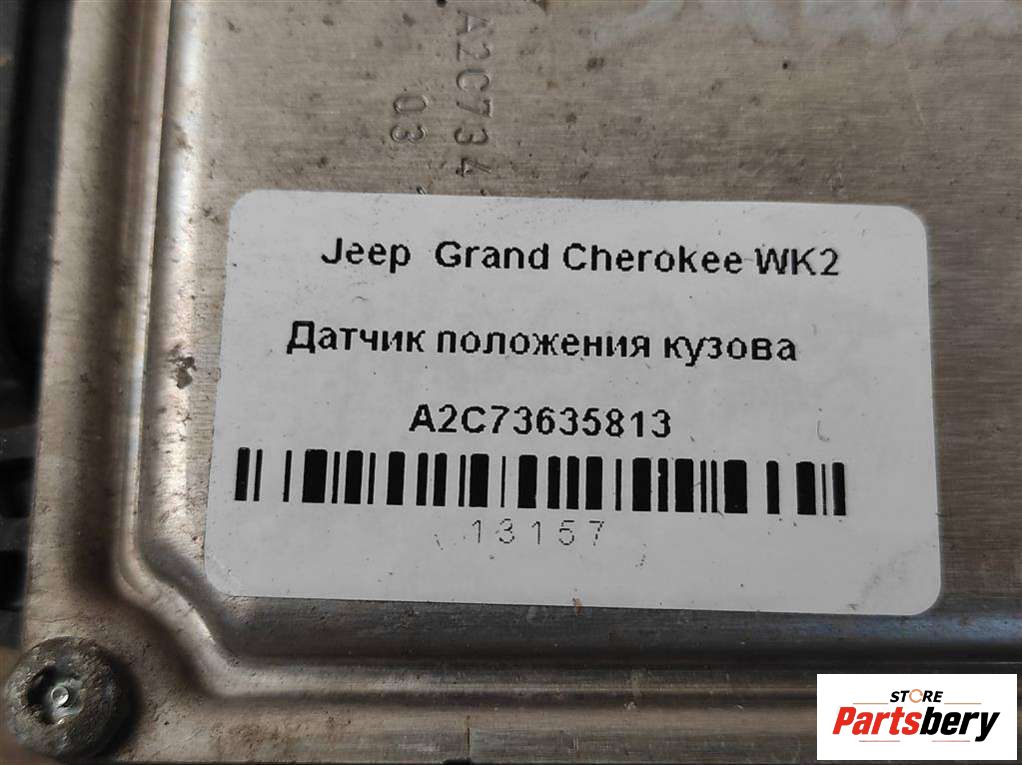 A2C734
03
Jeep Grand Cherokee WK2
Датчик положения кузова
A2C73635813
13157
STORE
Partsbery